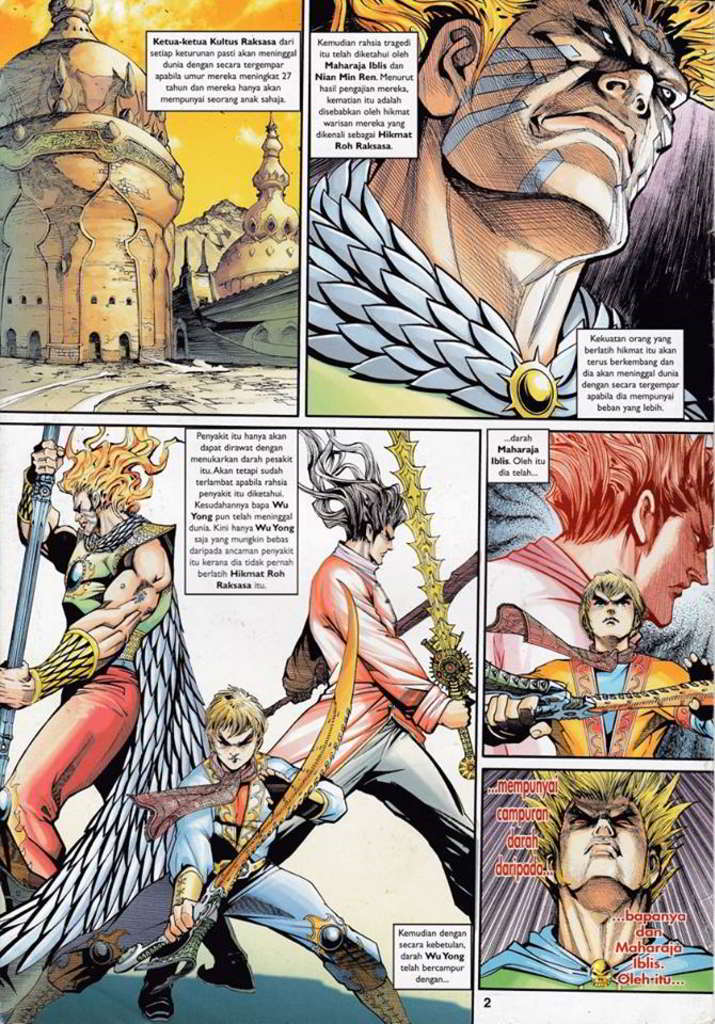 Ketua-ketua Kultus Raksasa dari
setiap keturunan pasti akan meninggal
dunia dengan secara tergempar
apabila umur mereka meningkat 27
tahun dan mereka hanya akan
mempunyai seorang anak sahaja.
Kemudian rahsia tragedi
itu telah diketahui oleh
Maharaja Iblis dan
Nian Min Ren. Menurut
hasil pengajian mereka,
kematian itu adalah
disebabkan oleh hikmat
warisan mereka yang
dikenali sebagai Hikmat
Roh Raksasa.
Kekuatan orang yang
berlatih hikmat itu akan
terus berkembang dan
dia akan meninggal dunia
dengan secara tergempar
apabila dia mempunyai
beban yang lebih.
Penyakit itu hanya akan
dapat dirawat dengan
menukarkan darah pesakit
itu. Akan tetapi sudah
terlambat apabila rahsia
penyakit itu diketahui.
Kesudahannya bapa Wu
Yong pun telah meninggal
dunia. Kini hanya Wu Yong
saja yang mungkin bebas
daripada ancaman penyakit
itu kerana dia tidak pernah
berlatih Hikmat Roh
Raksasa itu.
Kemudian dengan
secara kebetulan,
darah Wu Yong
telah bercampur
dengan...
...darah
Maharaja
Iblis. Oleh itu
dia telah...
...mempunyai
campuran
darah
daripada...
...bapanya
dan
Maharaja
Iblis.
Oleh itu...
2